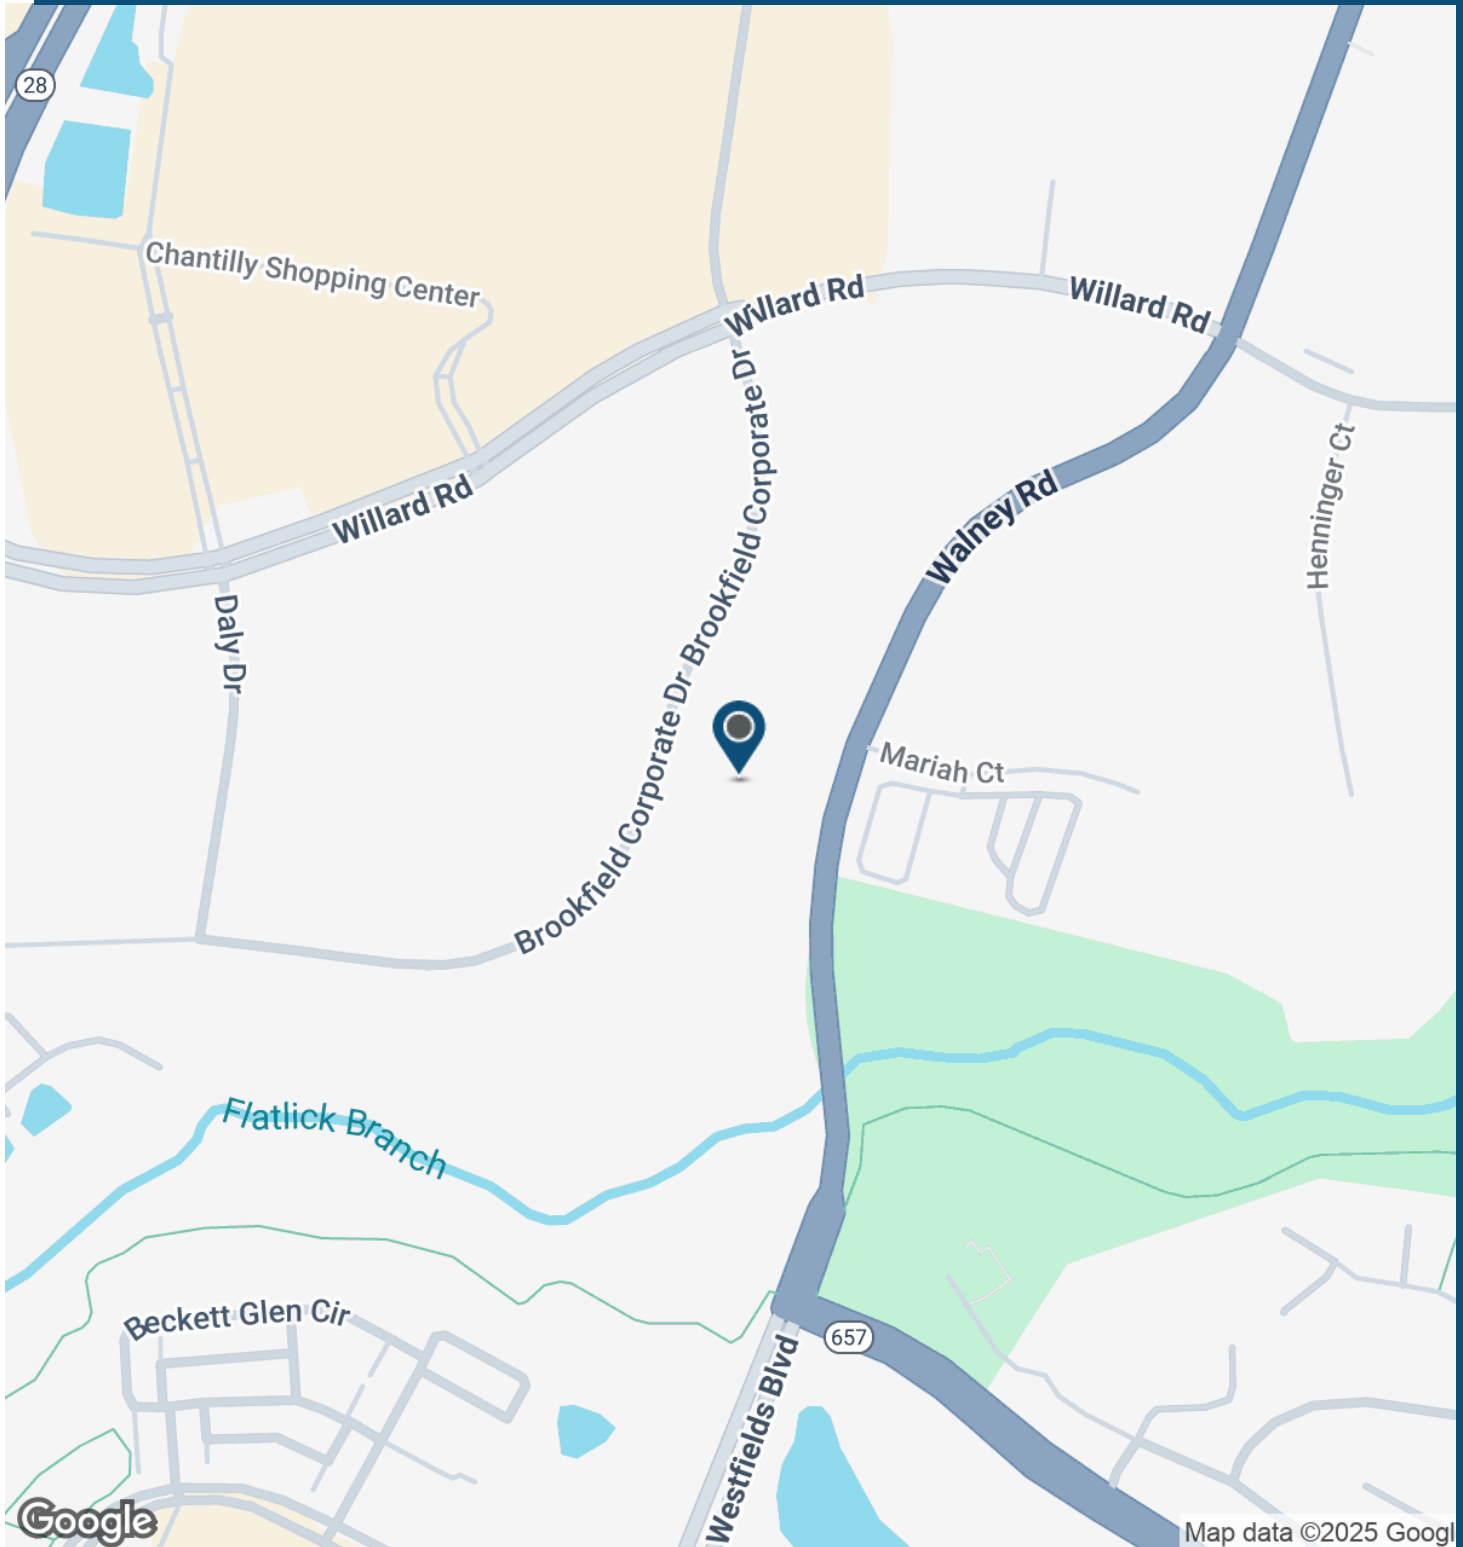 28
Chantilly Shopping Center
Willard Rd
Willard Rd
Willard Rd
Brookfield Corporate Dr
Walney Rd
Henninger Ct
Daly Dr
Brookfield Corporate Dr
Mariah Ct
Flatlick Branch
Beckett Glen Cir
657
Westfields Blvd
Google
Map data ©2025 Googl